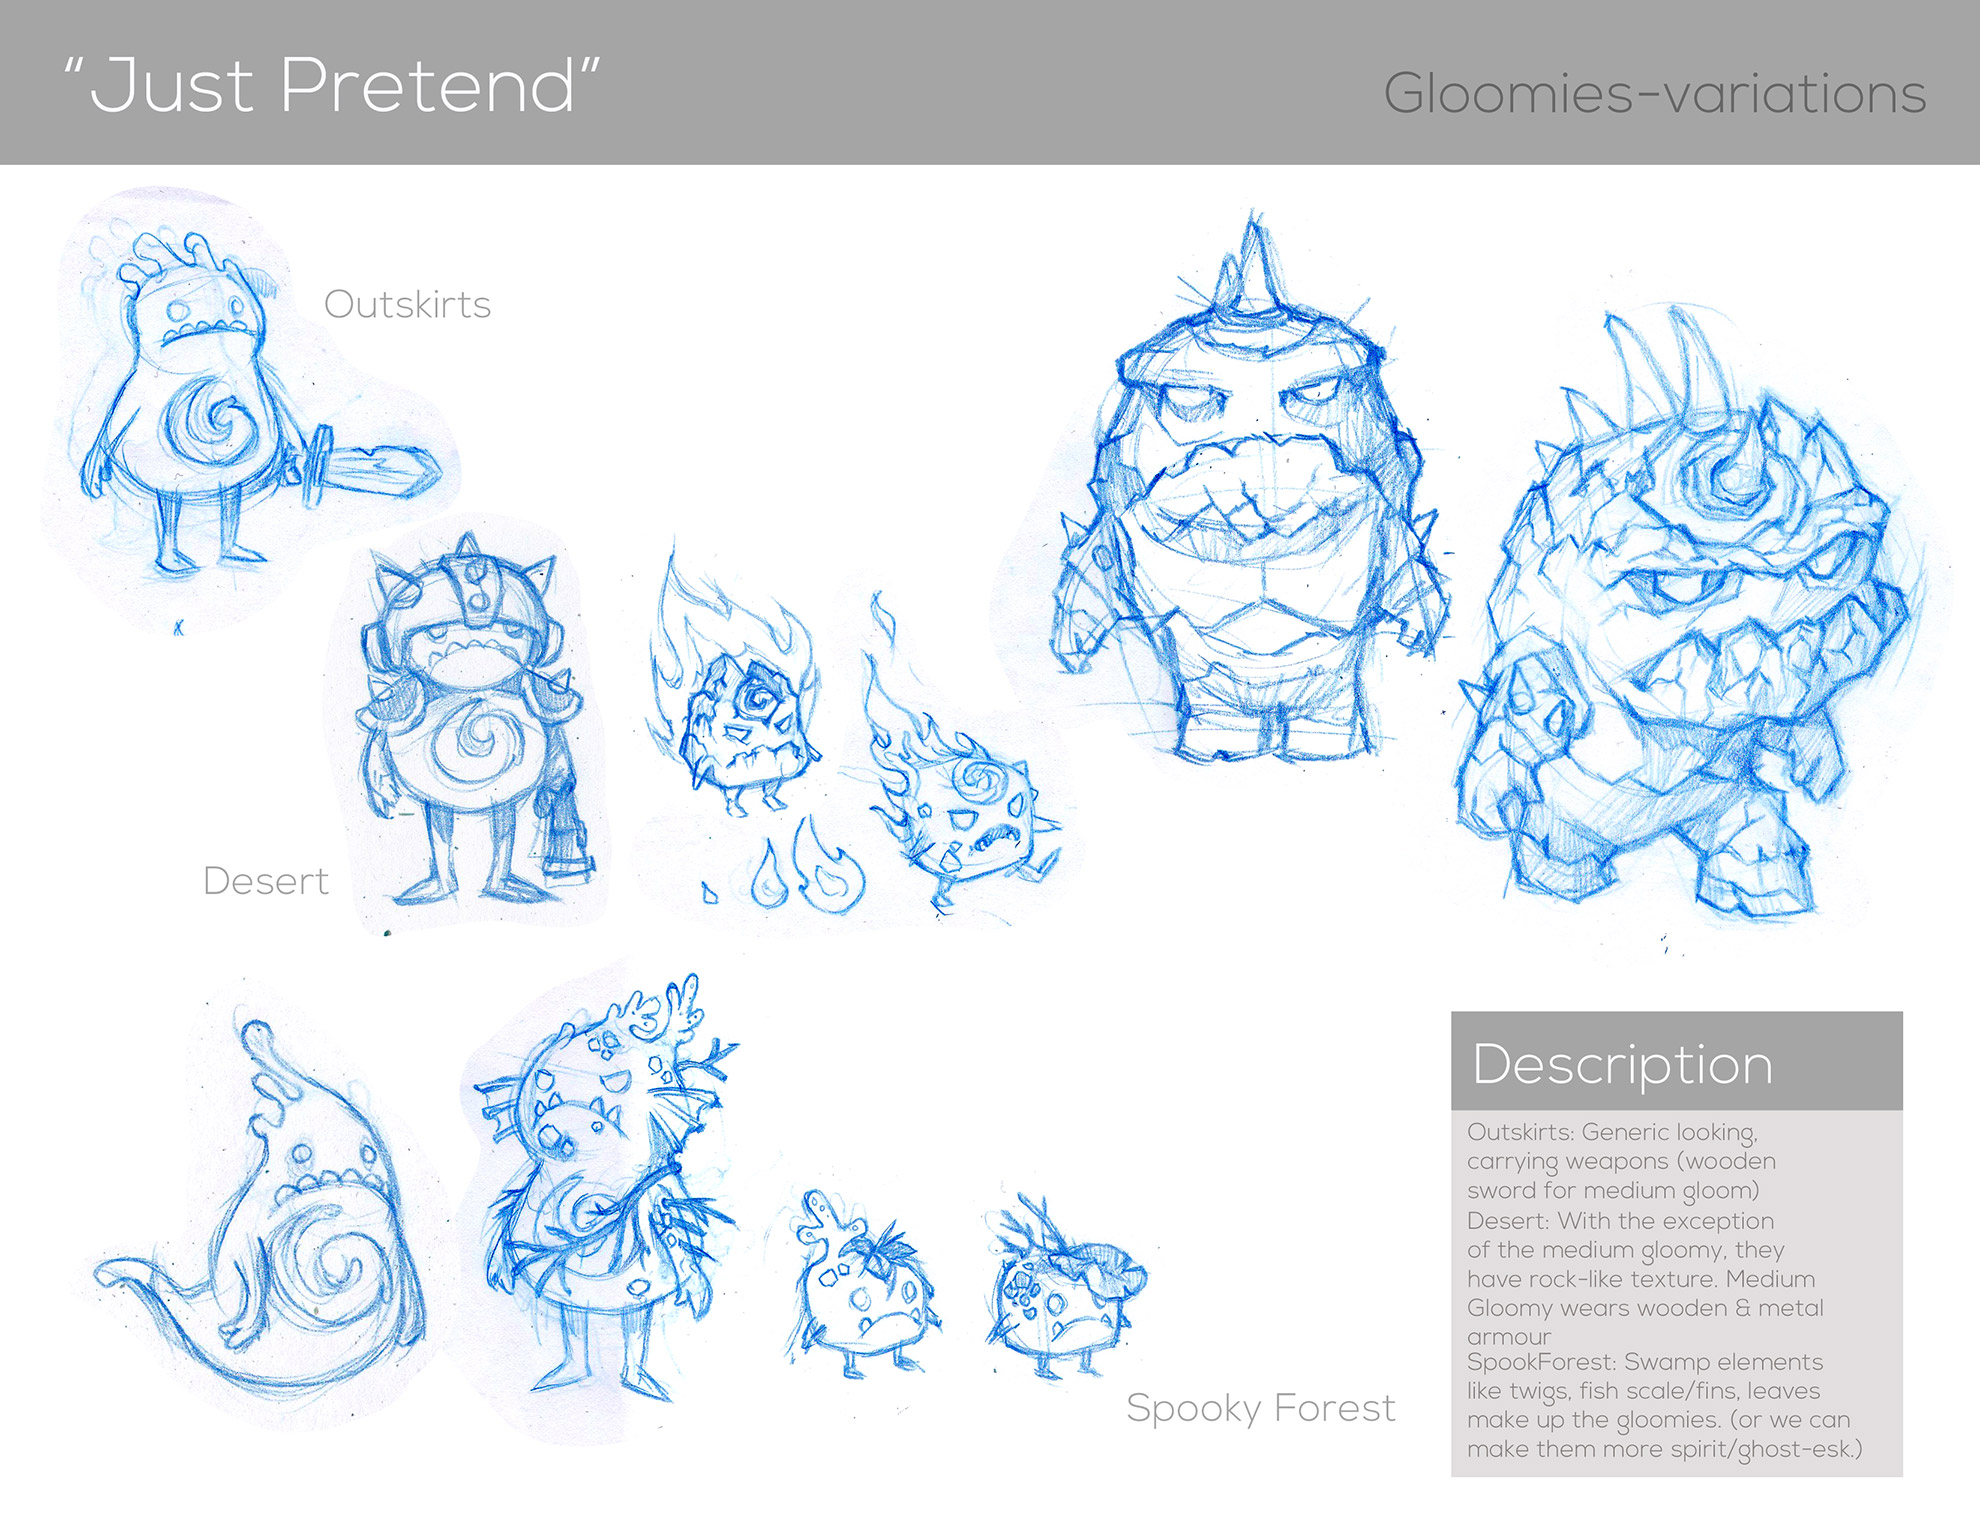 “Just Pretend”
Gloomies-variations
Outskirts
Desert
Spooky Forest
Description
Outskirts: Generic looking,
carrying weapons (wooden
sword for medium gloom)
Desert: With the exception
of the medium gloomy, they
have rock-like texture. Medium
Gloomy wears wooden & metal
armour
SpookForest: Swamp elements
like twigs, fish scale/fins, leaves
make up the gloomies. (or we can
make them more spirit/ghost-esk.)